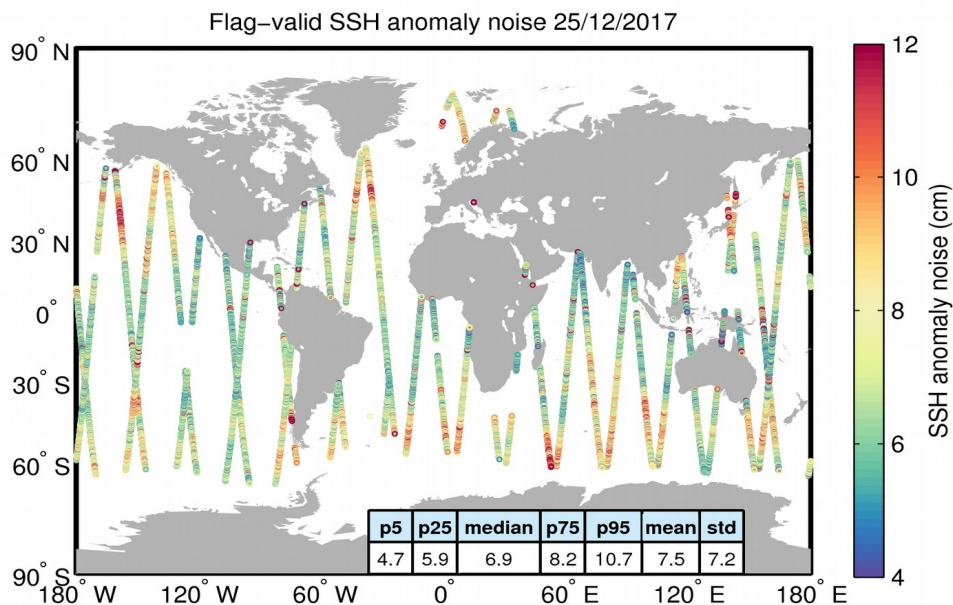 Flag−valid SSH anomaly noise 25/12/2017
90° N
60° N
30° N
0°
30° S
60° S
90° S
180° W
120° W
60° W
0°
60° E
120° E
180° E
12
10
8
6
4
SSH anomaly noise (cm)
p5 p25 median p75 p95 mean std
4.7 5.9 6.9 8.2 10.7 7.5 7.2